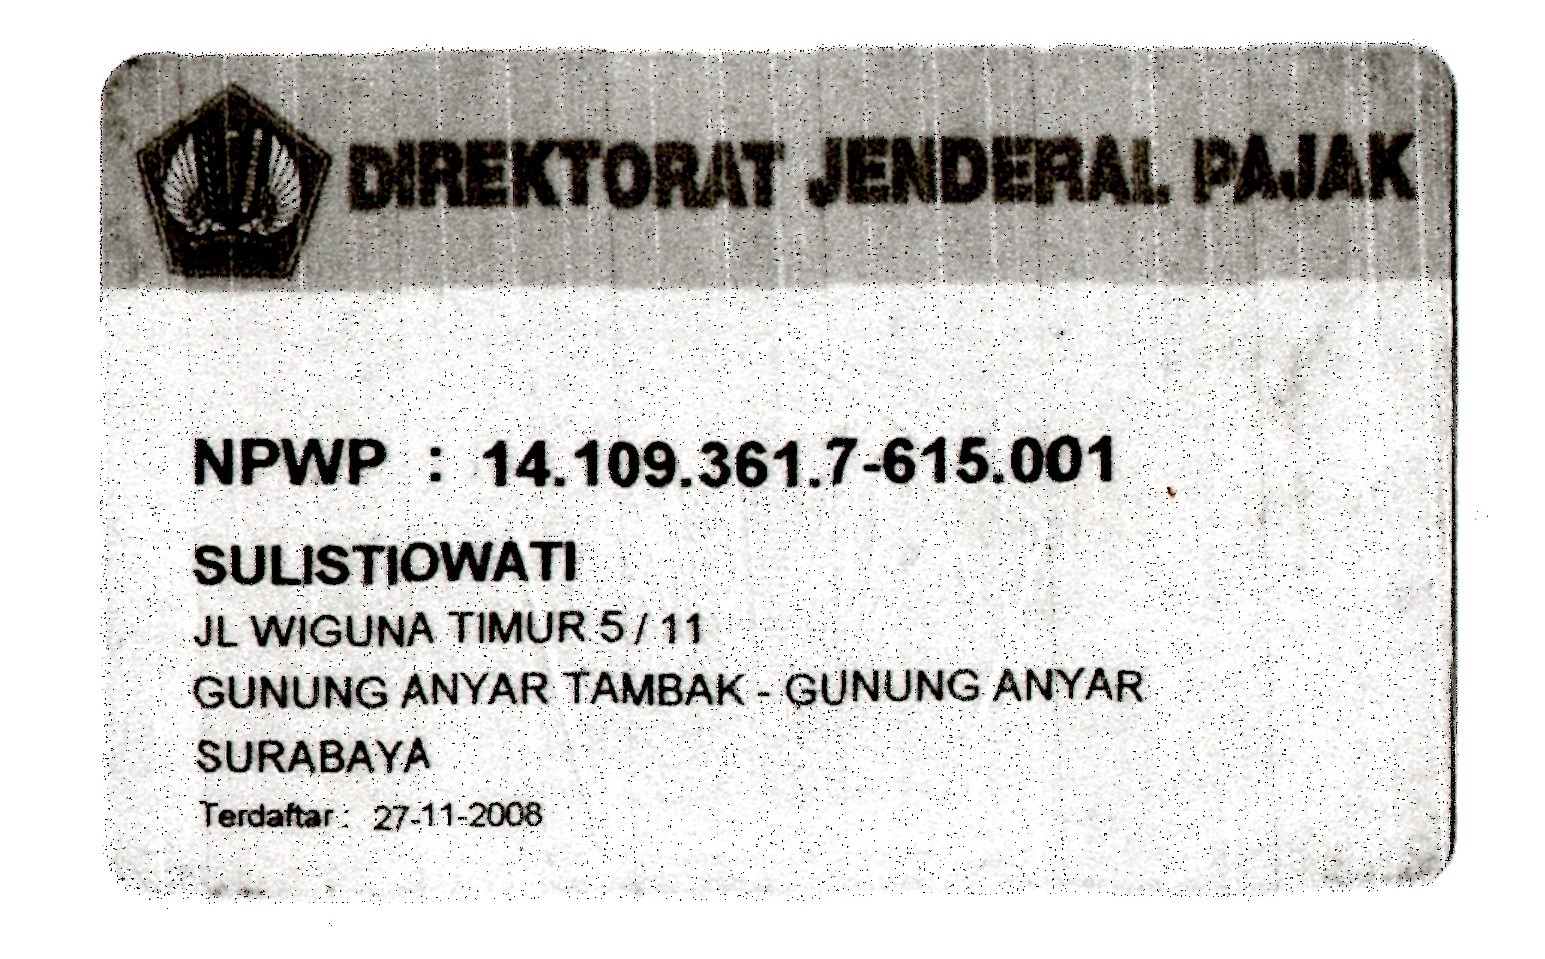 DIREKTORAT JENDERAL PAJAK
NPWP : 14.109.361.7-615.001
SULISTIOWATI
JL WIGUNA TIMUR 5 / 11
GUNUNG ANYAR TAMBAK - GUNUNG ANYAR
SURABAYA
Terdaftar : 27-11-2008